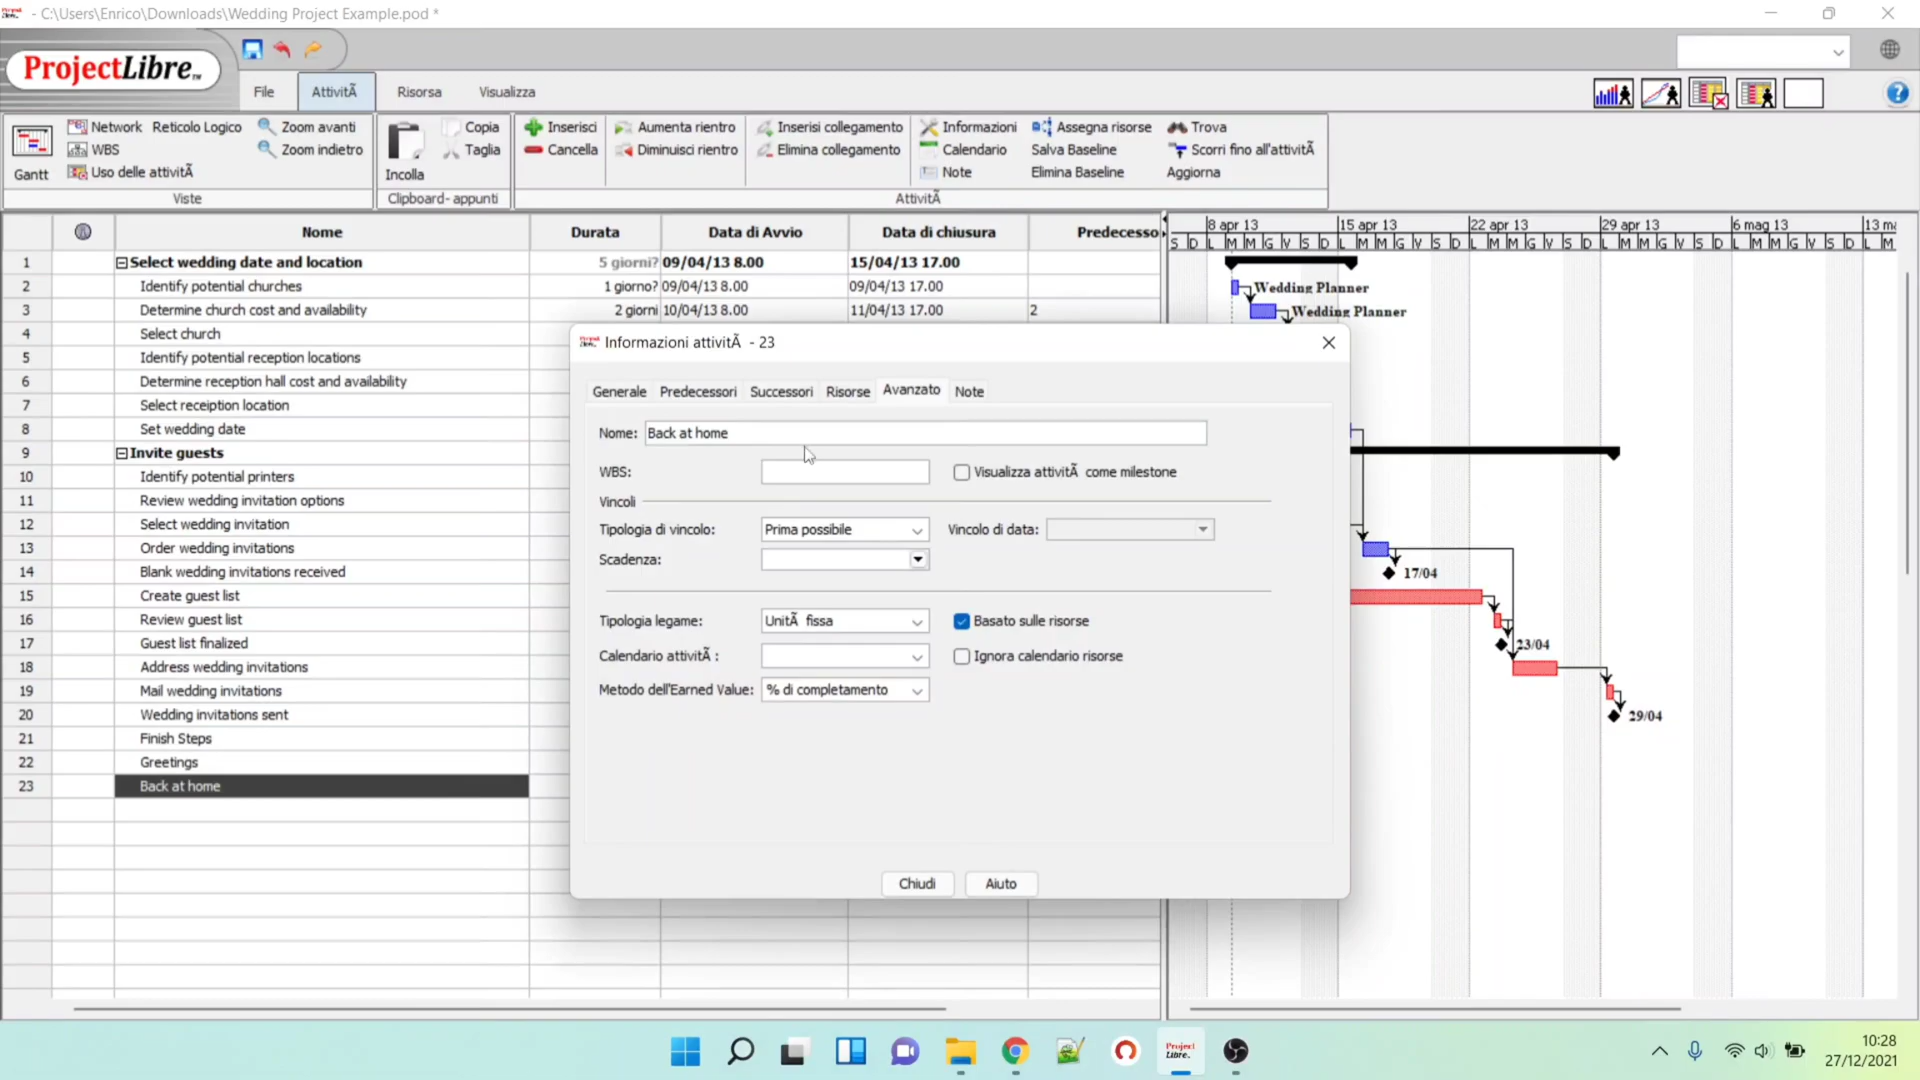 - C:\Users\Enrico\Downloads\Wedding Project Example.pod *
ProjectLibre
File
AttivitÃ
Risorsa
Visualizza
Gantt
Network
Reticolo Logico
WBS
Uso delle attivitÃ
Zoom avanti
Zoom indietro
Viste
Incolla
Copia
Taglia
Clipboard- appunti
Inserisci
Cancella
Aumenta rientro
Diminuisci rientro
Inserisi collegamento
Elimina collegamento
Informazioni
Calendario
Note
Assegna risorse
Salva Baseline
Elimina Baseline
Trova
Scorri fino all'attivitÃ
Aggiorna
AttivitÃ
Nome Durata Data di Avvio Data di chiusura Predecesso
1 Select wedding date and location 5 giorni? 09/04/13 8.00 15/04/13 17.00
2 Identify potential churches 1 giorno? 09/04/13 8.00 09/04/13 17.00
3 Determine church cost and availability 2 giorni 10/04/13 8.00 11/04/13 17.00 2
4 Select church
5 Identify potential reception locations
6 Determine reception hall cost and availability
7 Select receiption location
8 Set wedding date
9 Invite guests
10 Identify potential printers
11 Review wedding invitation options
12 Select wedding invitation
13 Order wedding invitations
14 Blank wedding invitations received
15 Create guest list
16 Review guest list
17 Guest list finalized
18 Address wedding invitations
19 Mail wedding invitations
20 Wedding invitations sent
21 Finish Steps
22 Greetings
23 Back at home
8 apr 13 15 apr 13 22 apr 13 29 apr 13 6 mag 13 13 ma
S D L M M G V S D L M M G V S D L M M G V S D L M M G V S D L M M G V S D L M
Wedding Planner
Wedding Planner
17/04
23/04
29/04
Informazioni attivitÃ - 23
Generale Predecessori Successori Risorse Avanzato Note
Nome: Back at home
WBS:
Visualizza attivitÃ come milestone
Vincoli
Tipologia di vincolo: Prima possibile
Vincolo di data:
Scadenza:
Tipologia legame: UnitÃ fissa
Basato sulle risorse
Calendario attivitÃ :
Ignora calendario risorse
Metodo dell'Earned Value: % di completamento
Chiudi
Aiuto
Project
Libre.
10:28
27/12/2021